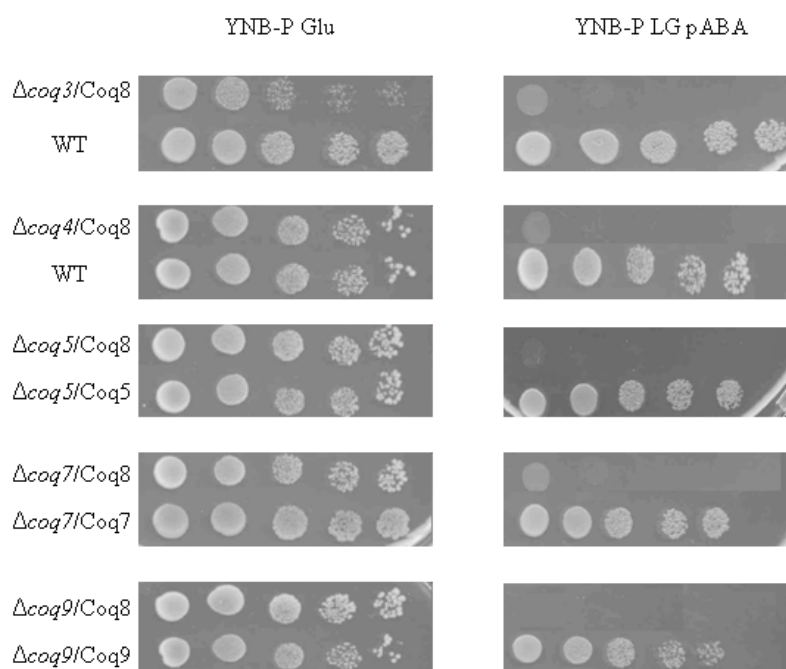 YNB-P Glu YNB-P LG pABA
Δcoq3/Coq8
WT
Δcoq4/Coq8
WT
Δcoq5/Coq8
Δcoq5/Coq5
Δcoq7/Coq8
Δcoq7/Coq7
Δcoq9/Coq8
Δcoq9/Coq9